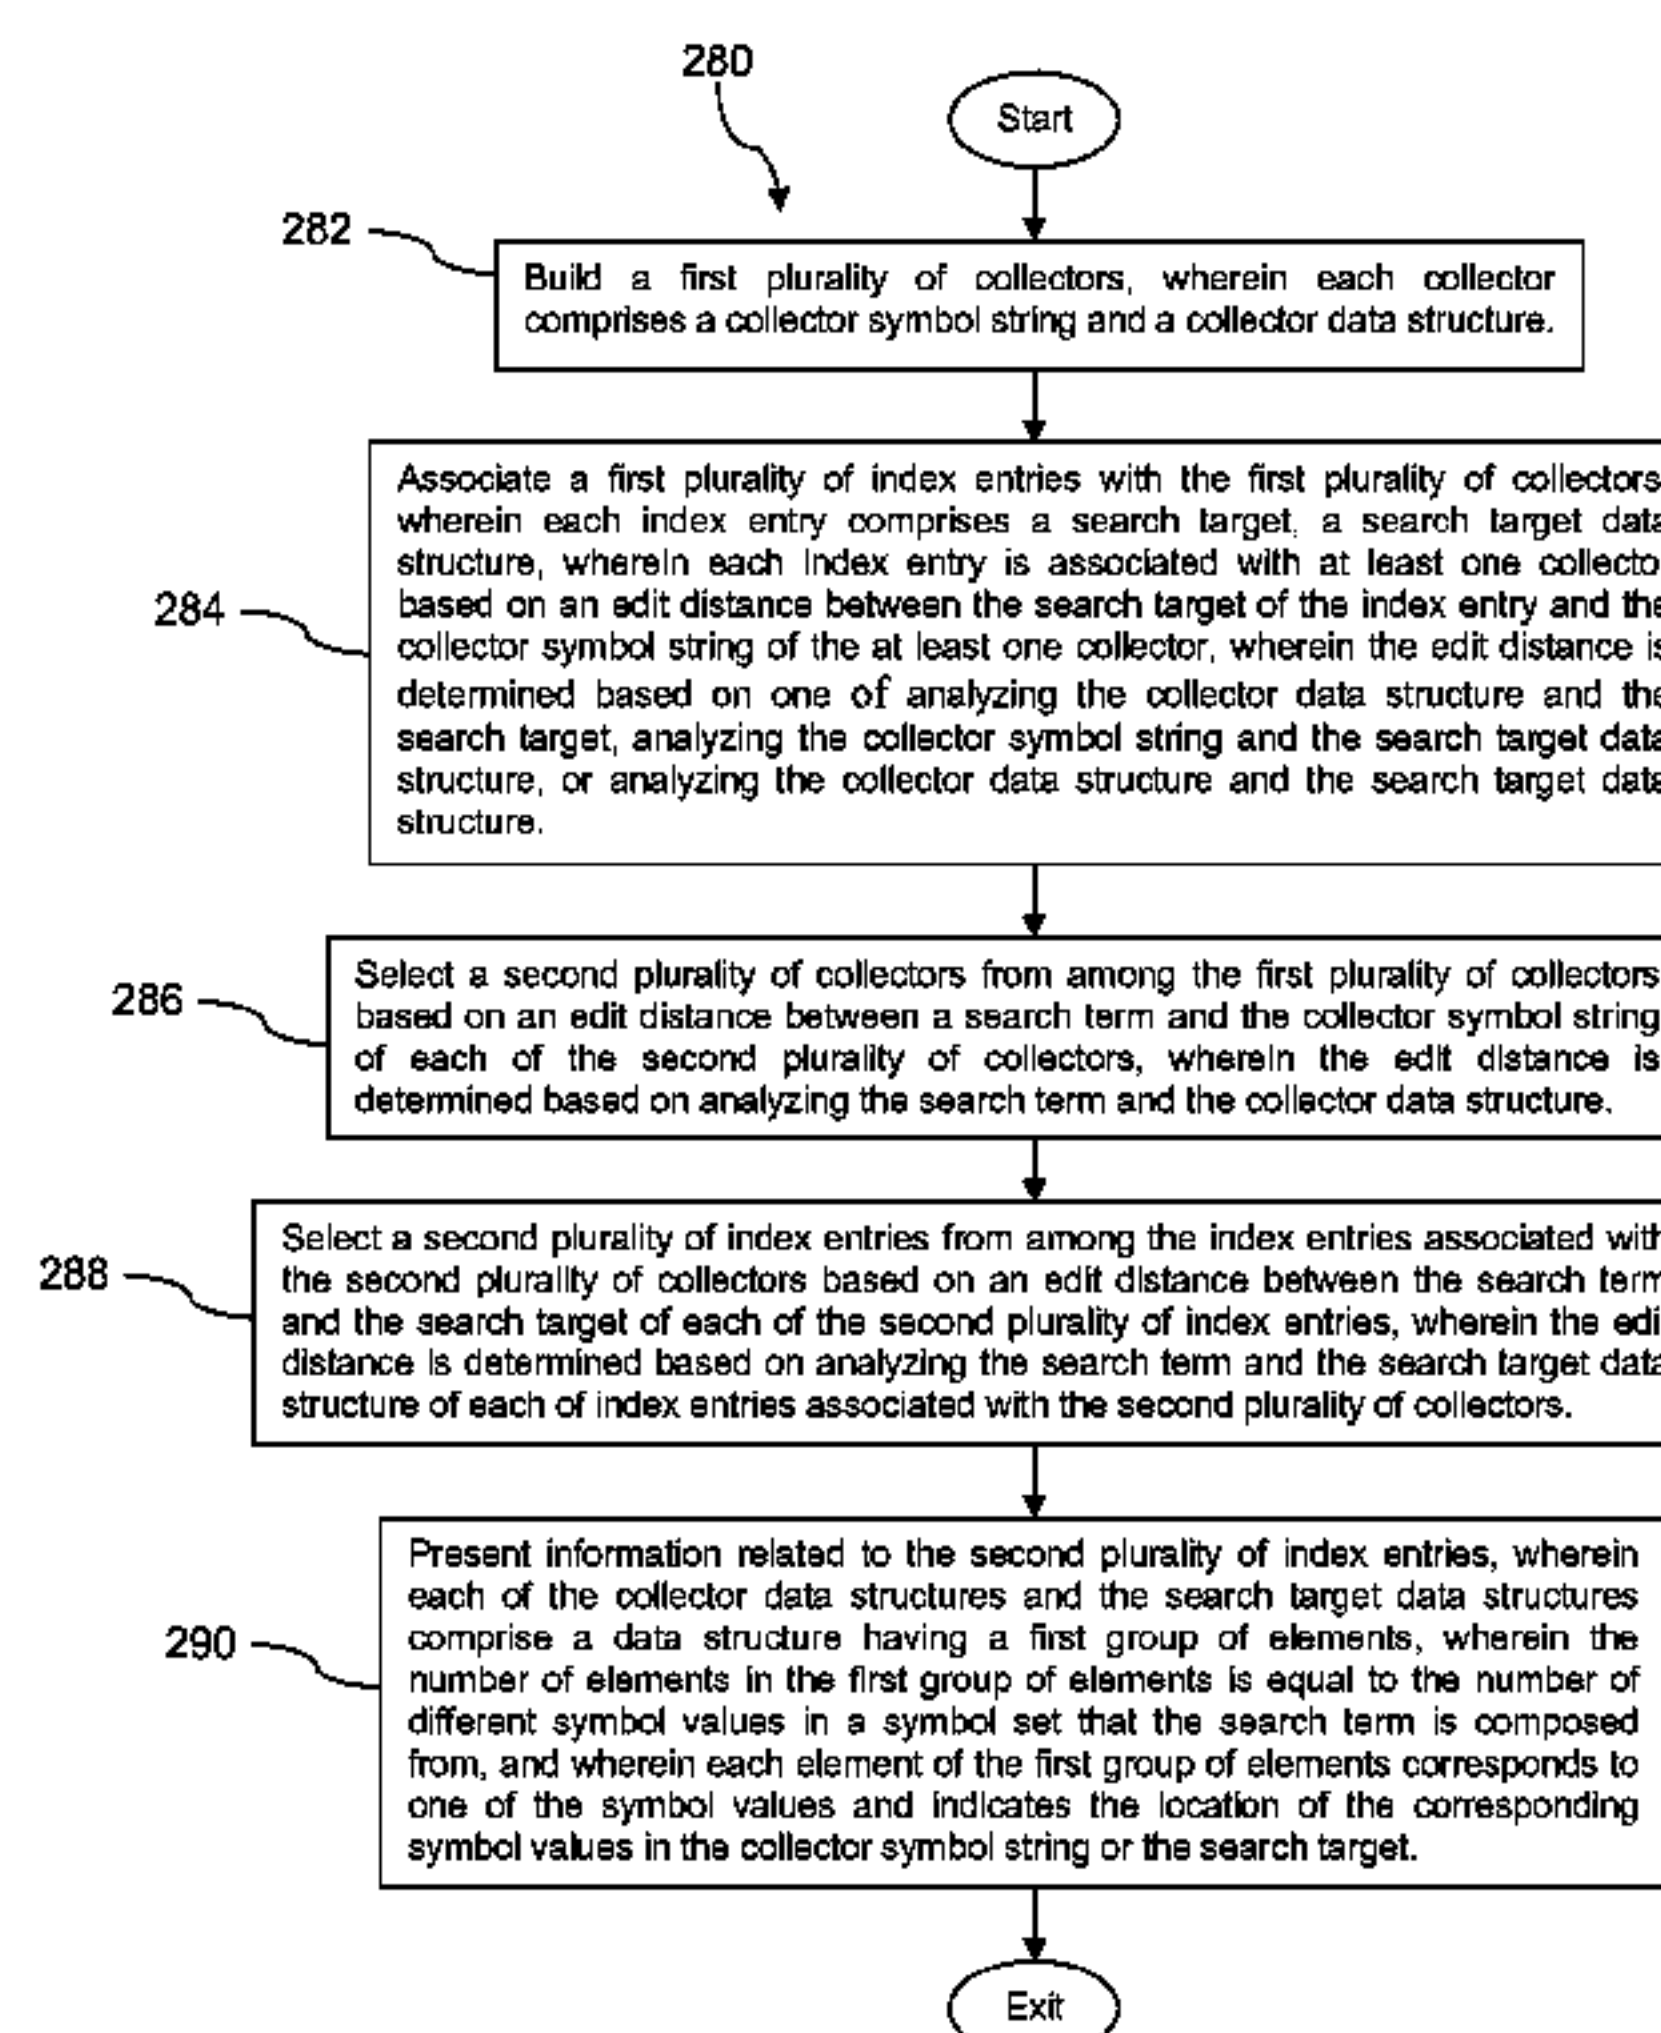 280
Start
282
Build a first plurality of collectors, wherein each collector
comprises a collector symbol string and a collector data structure.
Associate a first plurality of index entries with the first plurality of collectors
wherein each index entry comprises a search target, a search target data
structure, wherein each index entry is associated with at least one collecto
284
based on an edit distance between the search target of the index entry and the
collector symbol string of the at least one collector, wherein the edit distance is
determined based on one of analyzing the collector data structure and the
search target, analyzing the collector symbol string and the search target data
structure, or analyzing the collector data structure and the search target data
structure.
286
Select a second plurality of collectors from among the first plurality of collectors
based on an edit distance between a search term and the collector symbol string
of each of the second plurality of collectors, wherein the edit distance is
determined based on analyzing the search term and the collector data structure.
288
Select a second plurality of index entries from among the index entries associated with
the second plurality of collectors based on an edit distance between the search term
and the search target of each of the second plurality of index entries, wherein the edi
distance is determined based on analyzing the search term and the search target data
structure of each of index entries associated with the second plurality of collectors.
290
Present information related to the second plurality of index entries, wherein
each of the collector data structures and the search target data structures
comprise a data structure having a first group of elements, wherein the
number of elements in the first group of elements is equal to the number of
different symbol values in a symbol set that the search term is composed
from, and wherein each element of the first group of elements corresponds to
one of the symbol values and indicates the location of the corresponding
symbol values in the collector symbol string or the search target.
Exit